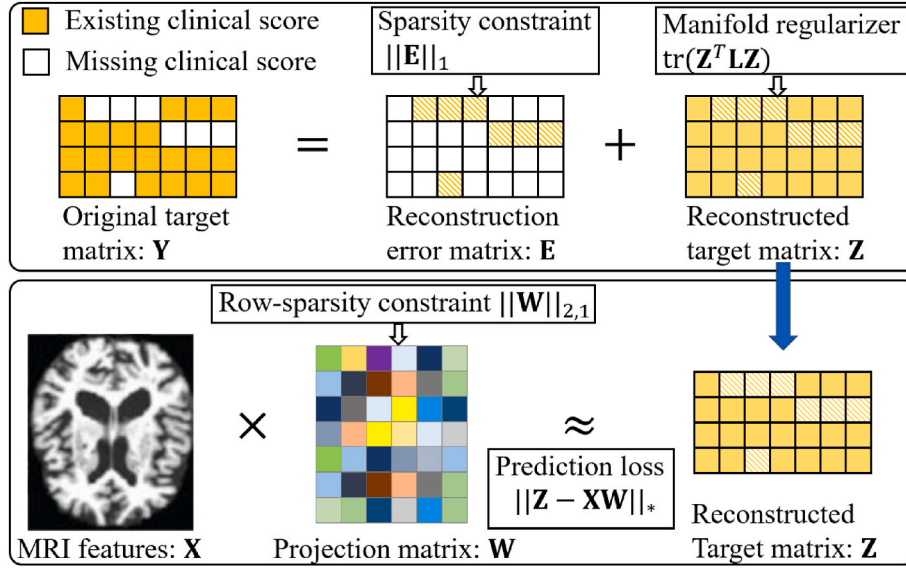 Existing clinical score
Missing clinical score
Sparsity constraint
||E||₁
Manifold regularizer
tr(ZᵀLZ)
=
+
Original target
matrix: Y
Reconstruction
error matrix: E
Reconstructed
target matrix: Z
Row-sparsity constraint ||W||₂,₁
×
≈
Prediction loss
||Z − XW||∗
MRI features: X
Projection matrix: W
Reconstructed
Target matrix: Z